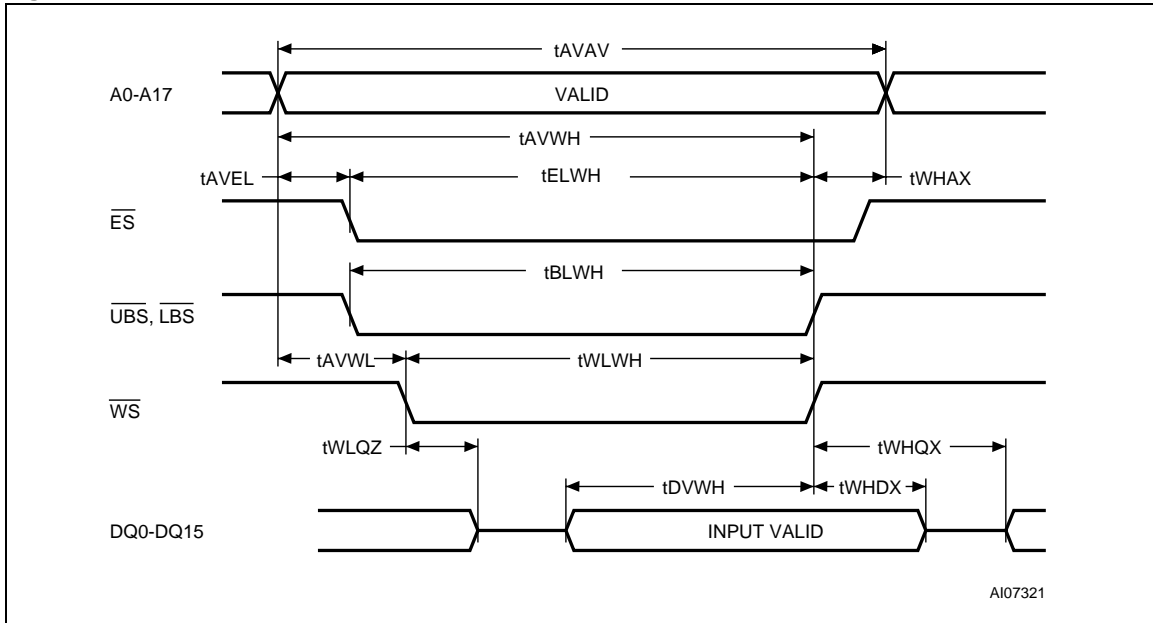 tAVAV
A0-A17
VALID
tAVWH
tAVEL
tELWH
tWHAX
ES
tBLWH
UBS, LBS
tAVWL
tWLWH
WS
tWLQZ
tWHQX
tDVWH
tWHDX
DQ0-DQ15
INPUT VALID
AI07321